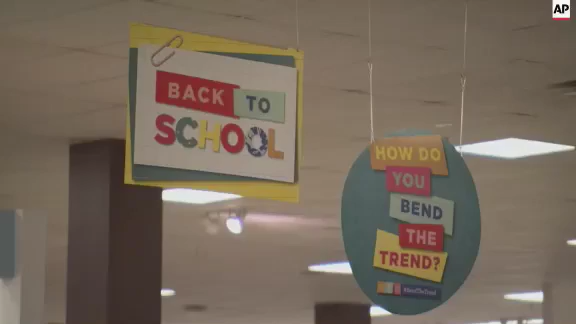 AP
BACK TO
SCHOOL
HOW DO
YOU
BEND
THE
TREND?